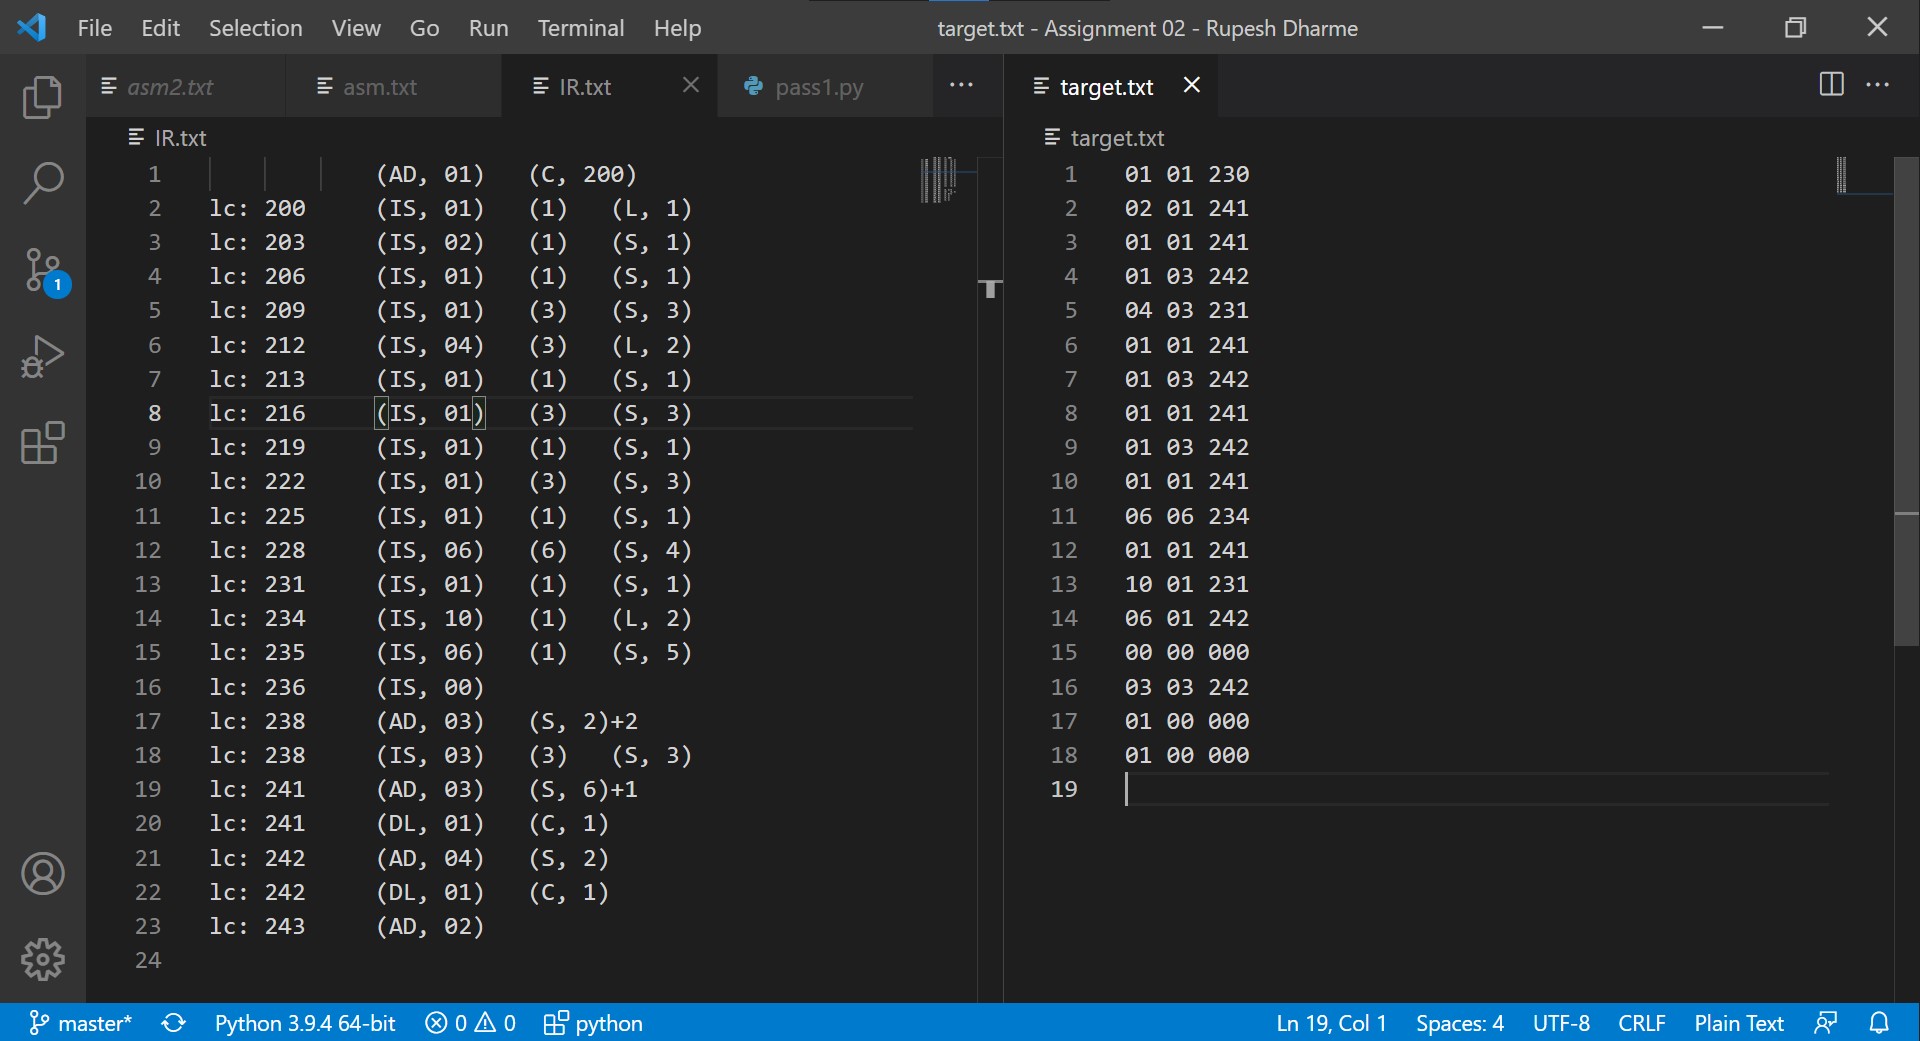 File Edit Selection View Go Run Terminal Help
target.txt - Assignment 02 - Rupesh Dharme
asm2.txt asm.txt IR.txt pass1.py ···
IR.txt
1 (AD, 01) (C, 200)
2 lc: 200 (IS, 01) (1) (L, 1)
3 lc: 203 (IS, 02) (1) (S, 1)
4 lc: 206 (IS, 01) (1) (S, 1)
5 lc: 209 (IS, 01) (3) (S, 3)
6 lc: 212 (IS, 04) (3) (L, 2)
7 lc: 213 (IS, 01) (1) (S, 1)
8 lc: 216 (IS, 01) (3) (S, 3)
9 lc: 219 (IS, 01) (1) (S, 1)
10 lc: 222 (IS, 01) (3) (S, 3)
11 lc: 225 (IS, 01) (1) (S, 1)
12 lc: 228 (IS, 06) (6) (S, 4)
13 lc: 231 (IS, 01) (1) (S, 1)
14 lc: 234 (IS, 10) (1) (L, 2)
15 lc: 235 (IS, 06) (1) (S, 5)
16 lc: 236 (IS, 00)
17 lc: 238 (AD, 03) (S, 2)+2
18 lc: 238 (IS, 03) (3) (S, 3)
19 lc: 241 (AD, 03) (S, 6)+1
20 lc: 241 (DL, 01) (C, 1)
21 lc: 242 (AD, 04) (S, 2)
22 lc: 242 (DL, 01) (C, 1)
23 lc: 243 (AD, 02)
24
target.txt
target.txt
1 01 01 230
2 02 01 241
3 01 01 241
4 01 03 242
5 04 03 231
6 01 01 241
7 01 03 242
8 01 01 241
9 01 03 242
10 01 01 241
11 06 06 234
12 01 01 241
13 10 01 231
14 06 01 242
15 00 00 000
16 03 03 242
17 01 00 000
18 01 00 000
19
1
master* Python 3.9.4 64-bit 0 0 python
Ln 19, Col 1 Spaces: 4 UTF-8 CRLF Plain Text